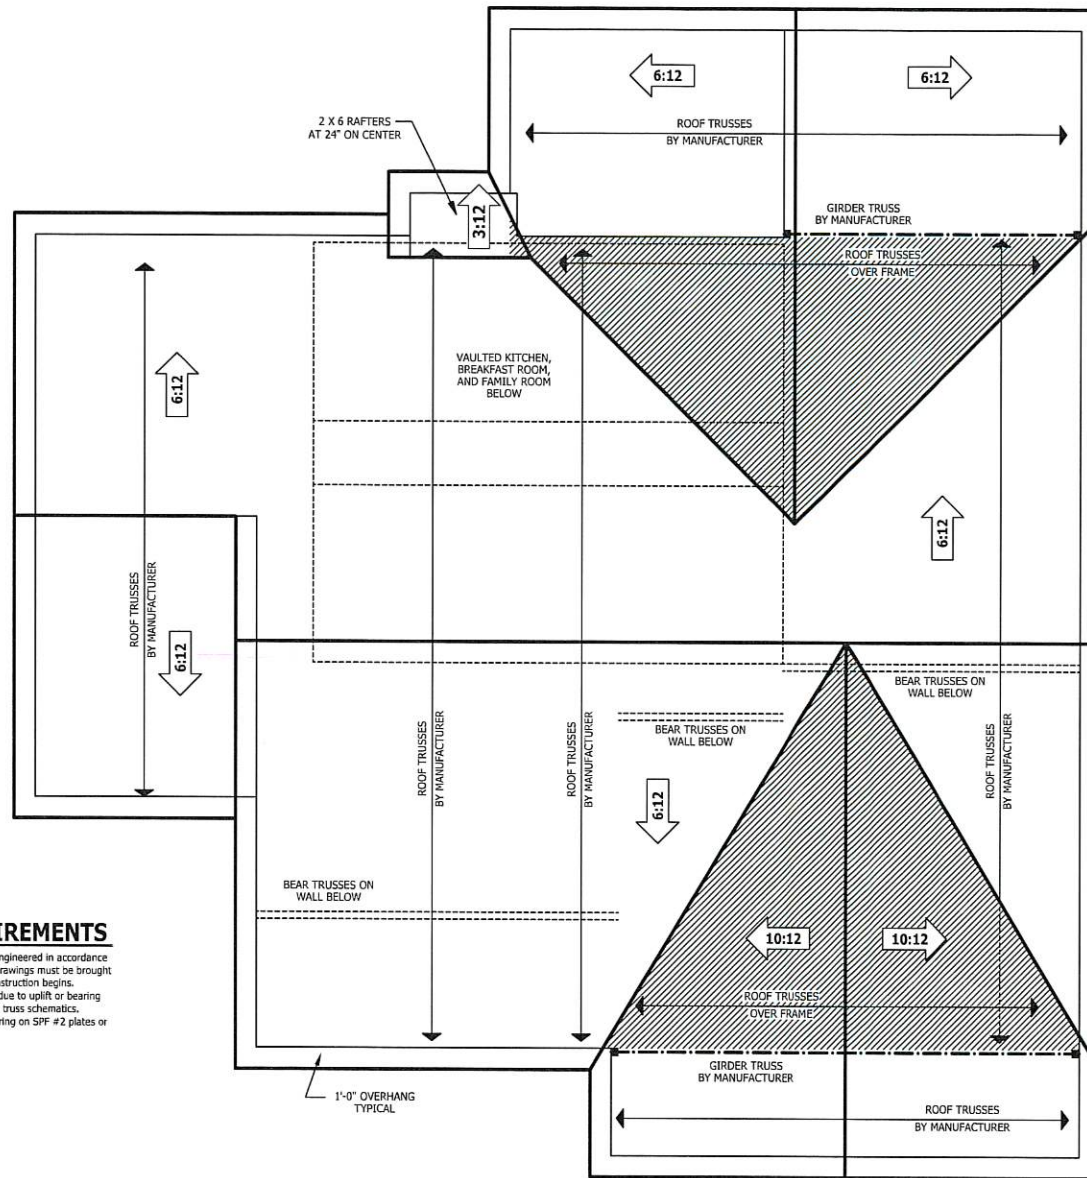 6:12
6:12
2 X 6 RAFTERS
AT 24" ON CENTER
ROOF TRUSSES
BY MANUFACTURER
3:12
GIRDER TRUSS
BY MANUFACTURER
ROOF TRUSSES
OVER FRAME
VAULTED KITCHEN,
BREAKFAST ROOM,
AND FAMILY ROOM
BELOW
6:12
6:12
ROOF TRUSSES
BY MANUFACTURER
6:12
BEAR TRUSSES ON
WALL BELOW
BEAR TRUSSES ON
WALL BELOW
ROOF TRUSSES
BY MANUFACTURER
ROOF TRUSSES
BY MANUFACTURER
ROOF TRUSSES
BY MANUFACTURER
6:12
BEAR TRUSSES ON
WALL BELOW
10:12
10:12
IREMENTS
ngineered in accordance
rawings must be brought
nstruction begins.
due to uplift or bearing
truss schematics.
ring on SPF #2 plates or
ROOF TRUSSES
OVER FRAME
GIRDER TRUSS
BY MANUFACTURER
1'-0" OVERHANG
TYPICAL
ROOF TRUSSES
BY MANUFACTURER